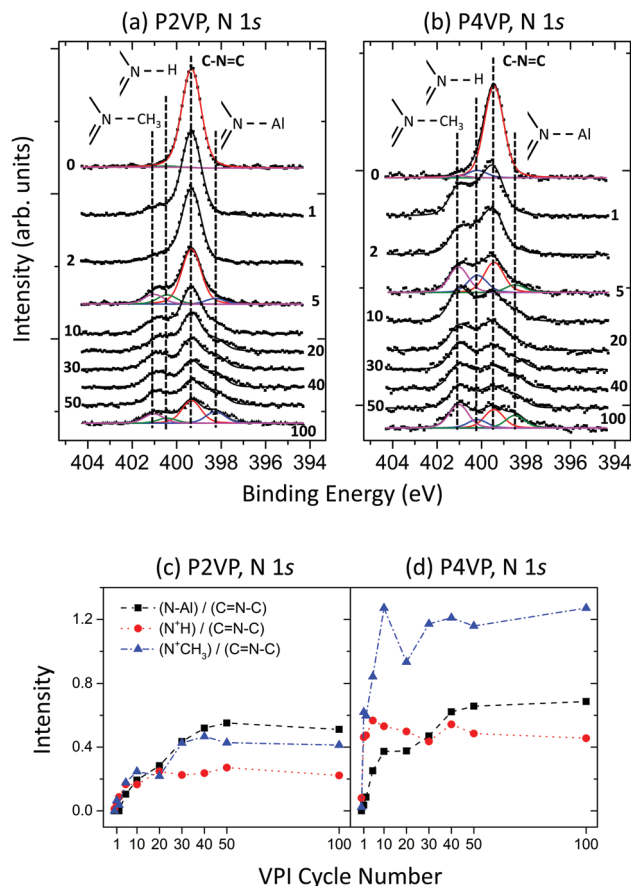 (a) P2VP, N 1s
(b) P4VP, N 1s
C-N=C
N---H
N---CH3
N---Al
0
1
2
5
10
20
30
40
50
100
C-N=C
N---H
N---CH3
N---Al
0
1
2
5
10
20
30
40
50
100
Intensity (arb. units)
404 402 400 398 396 394
404 402 400 398 396 394
Binding Energy (eV)
(c) P2VP, N 1s
(d) P4VP, N 1s
(N-Al) / (C=N-C)
(N⁺H) / (C=N-C)
(N⁺CH₃) / (C=N-C)
1.2
0.8
0.4
0.0
Intensity
1 10 20 30 40 50 100
1 10 20 30 40 50 100
VPI Cycle Number